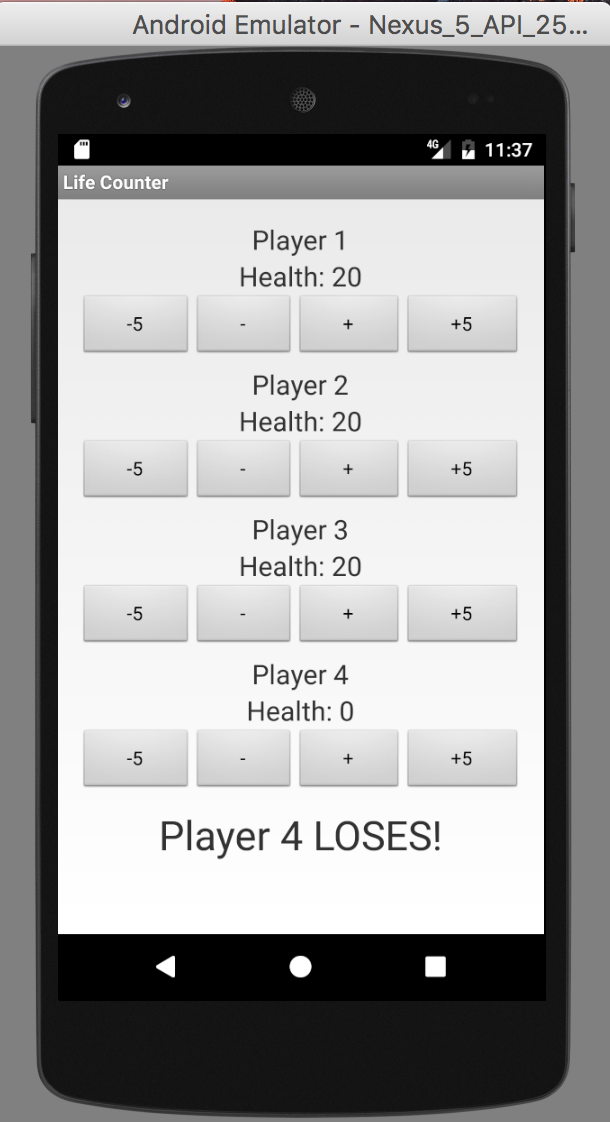 Android Emulator - Nexus_5_API_25...
4G 11:37
Life Counter
Player 1
Health: 20
-5 - + +5
Player 2
Health: 20
-5 - + +5
Player 3
Health: 20
-5 - + +5
Player 4
Health: 0
-5 - + +5
Player 4 LOSES!